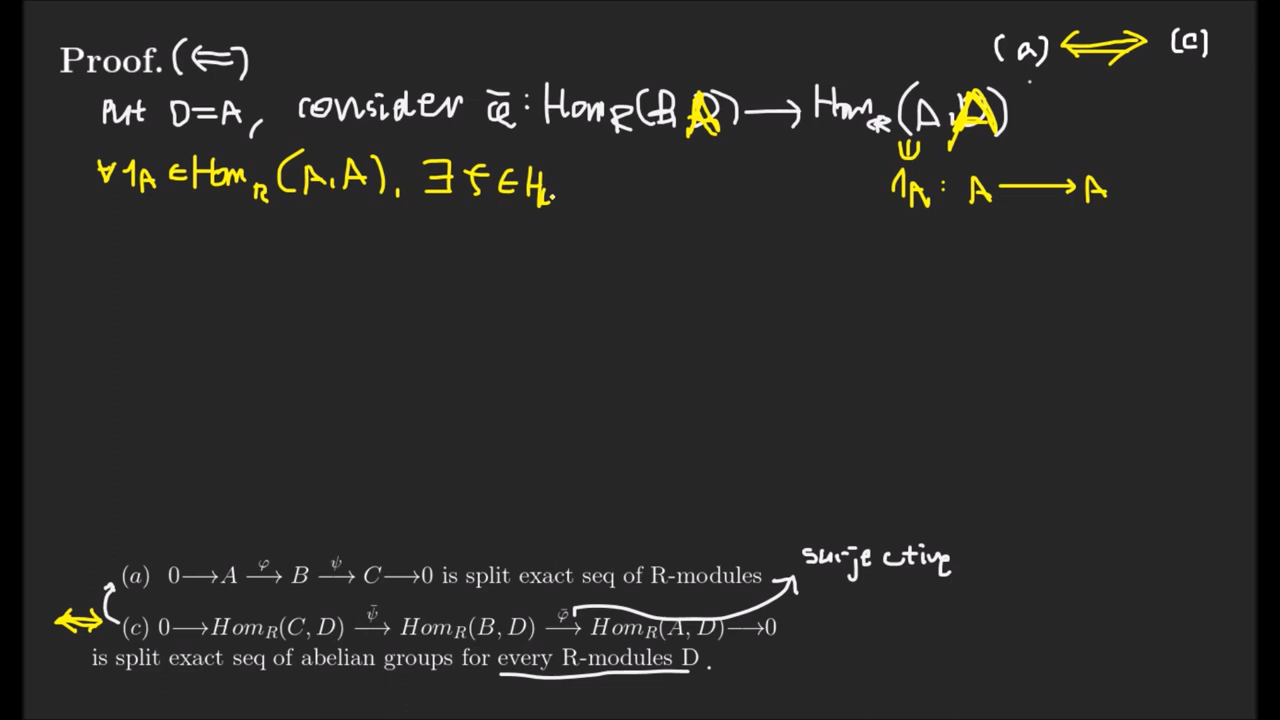 Proof. (⇐)
(a) ⟺ (c)
Put D=A, consider φ̄ : Hom_R(B, A) ⟶ Hom_R(A, A)
∀ 1_A ∈ Hom_R(A, A), ∃ ξ ∈ H
1_A : A ⟶ A
surjective
(a) 0⟶A —φ→ B —ψ→ C⟶0 is split exact seq of R-modules
(c) 0⟶Hom_R(C, D) —ψ̄→ Hom_R(B, D) —φ̄→ Hom_R(A, D)⟶0
is split exact seq of abelian groups for every R-modules D .